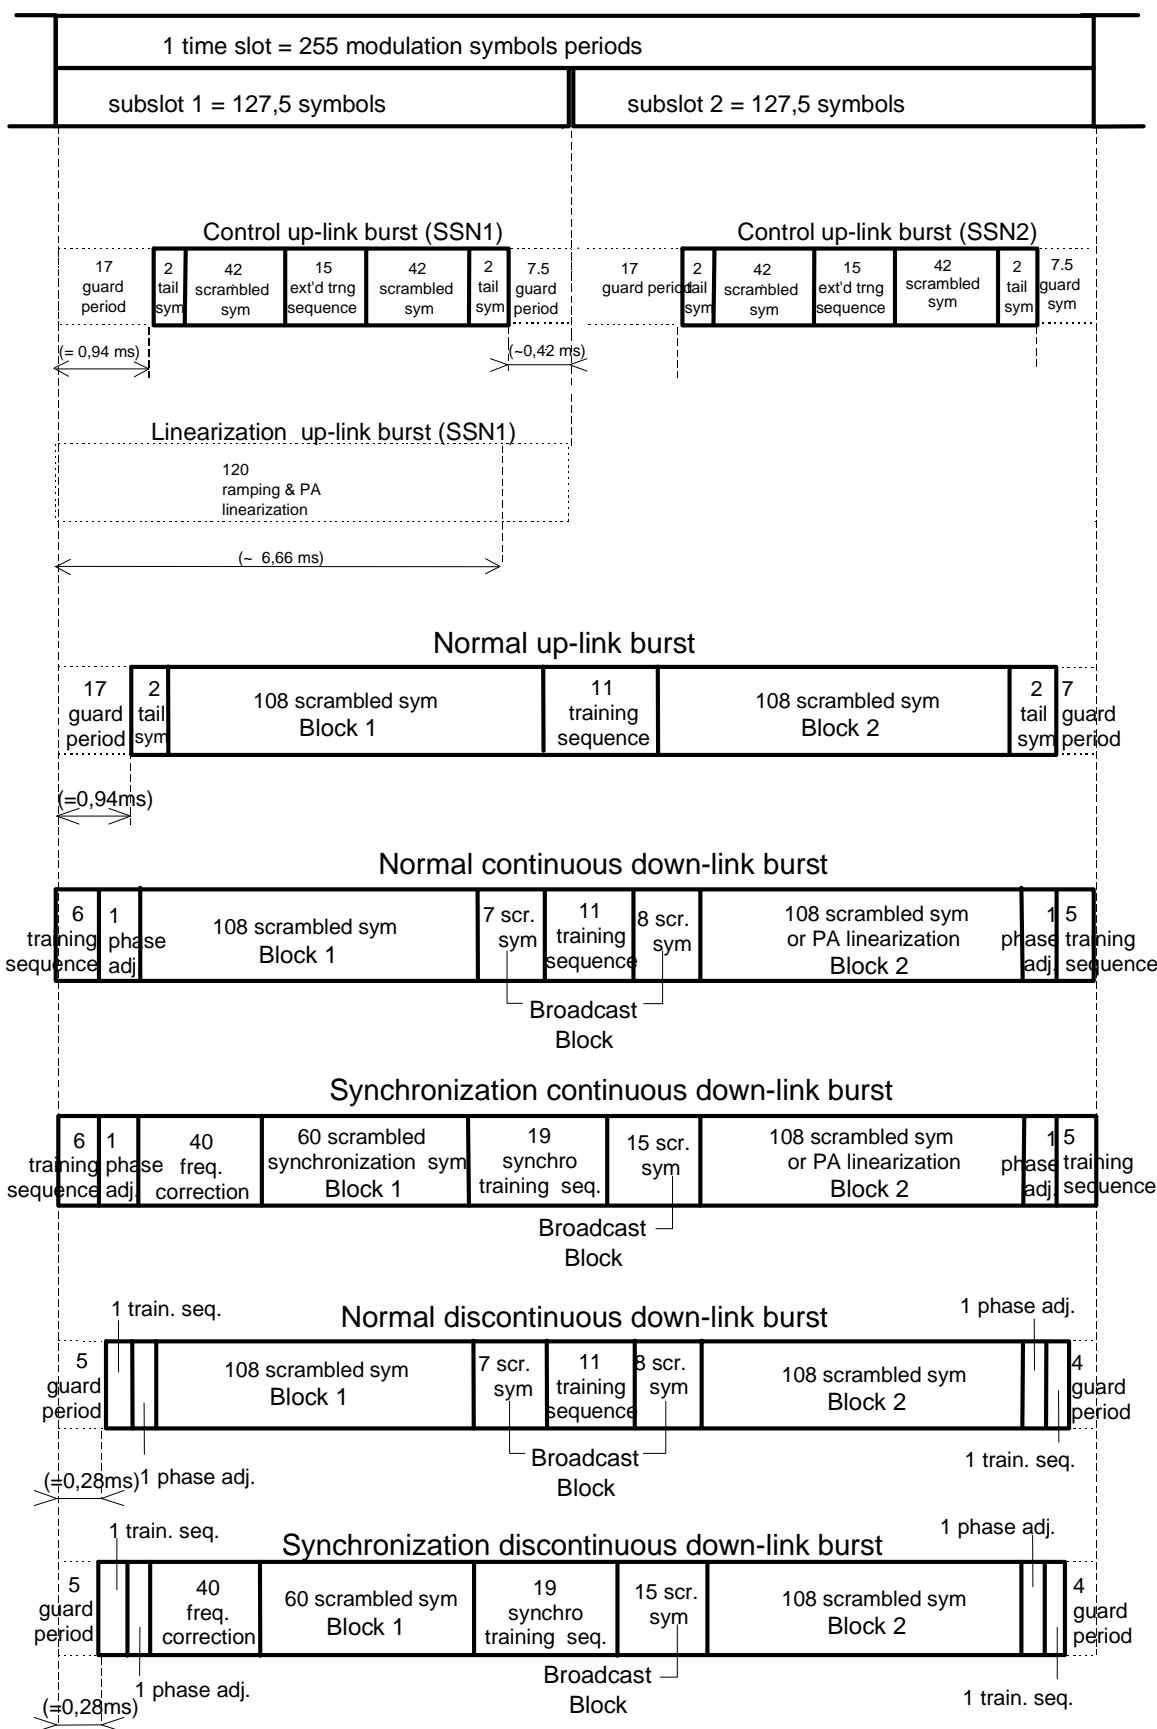 1 time slot = 255 modulation symbols periods
subslot 1 = 127,5 symbols
subslot 2 = 127,5 symbols
Control up-link burst (SSN1)
17
guard
period
2
tail
sym
42
scrambled
sym
15
ext'd trng
sequence
42
scrambled
sym
2
tail
sym
7.5
guard
period
(= 0,94 ms)
(~0,42 ms)
Control up-link burst (SSN2)
17
guard period
2
tail
sym
42
scrambled
sym
15
ext'd trng
sequence
42
scrambled
sym
2
tail
sym
7.5
guard
sym
Linearization up-link burst (SSN1)
120
ramping & PA
linearization
(~ 6,66 ms)
Normal up-link burst
17
guard
period
2
tail
sym
108 scrambled sym
Block 1
11
training
sequence
108 scrambled sym
Block 2
2
tail
sym
7
guard
period
(=0,94ms)
Normal continuous down-link burst
6
training
sequence
1
phase
adj.
108 scrambled sym
Block 1
7 scr.
sym
11
training
sequence
8 scr.
sym
108 scrambled sym
or PA linearization
Block 2
1
phase
adj.
5
training
sequence
Broadcast
Block
Synchronization continuous down-link burst
6
training
sequence
1
phase
adj.
40
freq.
correction
60 scrambled
synchronization sym
Block 1
19
synchro
training seq.
15 scr.
sym
108 scrambled sym
or PA linearization
Block 2
1
phase
adj.
5
training
sequence
Broadcast
Block
Normal discontinuous down-link burst
1 train. seq.
1 phase adj.
5
guard
period
108 scrambled sym
Block 1
7 scr.
sym
11
training
sequence
8 scr.
sym
108 scrambled sym
Block 2
4
guard
period
Broadcast
Block
1 train. seq.
(=0,28ms)
1 phase adj.
Synchronization discontinuous down-link burst
1 train. seq.
1 phase adj.
5
guard
period
40
freq.
correction
60 scrambled sym
Block 1
19
synchro
training seq.
15 scr.
sym
108 scrambled sym
Block 2
4
guard
period
Broadcast
Block
1 phase adj.
1 train. seq.
(=0,28ms)